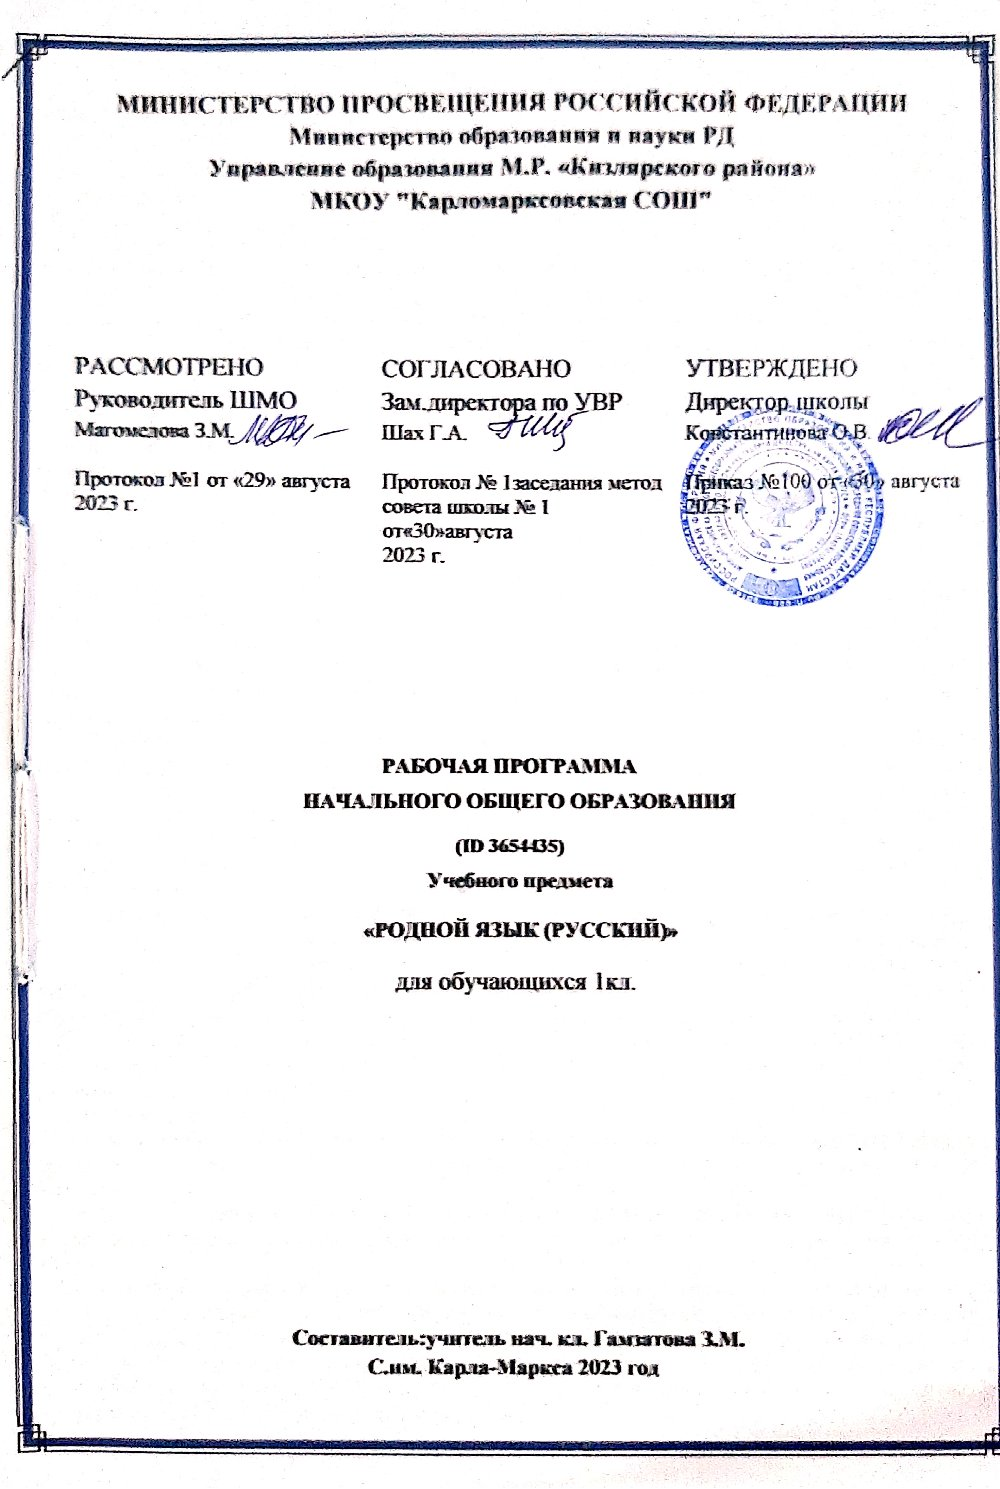 МИНИСТЕРСТВО ПРОСВЕЩЕНИЯ РОССИЙСКОЙ ФЕДЕРАЦИИ
Министерство образования и науки РД
Управление образования М.Р. «Кизлярского района»
МКОУ "Карломарксовская СОШ"
РАССМОТРЕНО
Руководитель ШМО
Магомедова З.М.
Протокол №1 от «29» августа
2023 г.
СОГЛАСОВАНО
Зам.директора по УВР
Шах Г.А.
Протокол № 1заседания метод
совета школы № 1
от«30»августа
2023 г.
УТВЕРЖДЕНО
Директор школы
Константинова О.В.
Приказ №100 от «30» августа
2023 г.
РАБОЧАЯ ПРОГРАММА
НАЧАЛЬНОГО ОБЩЕГО ОБРАЗОВАНИЯ
(ID 3654435)
Учебного предмета
«РОДНОЙ ЯЗЫК (РУССКИЙ)»
для обучающихся 1кл.
Составитель:учитель нач. кл. Гамзатова З.М.
С.им. Карла-Маркса 2023 год